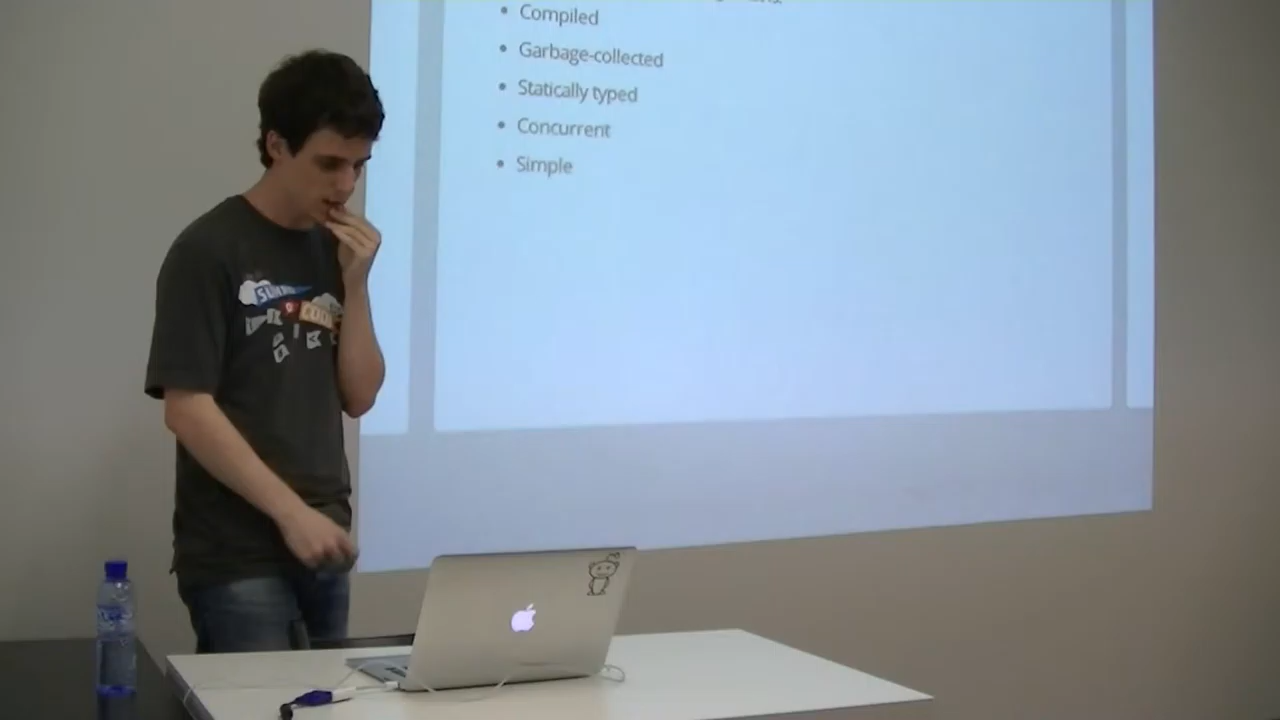 Compiled
Garbage-collected
Statically typed
Concurrent
Simple